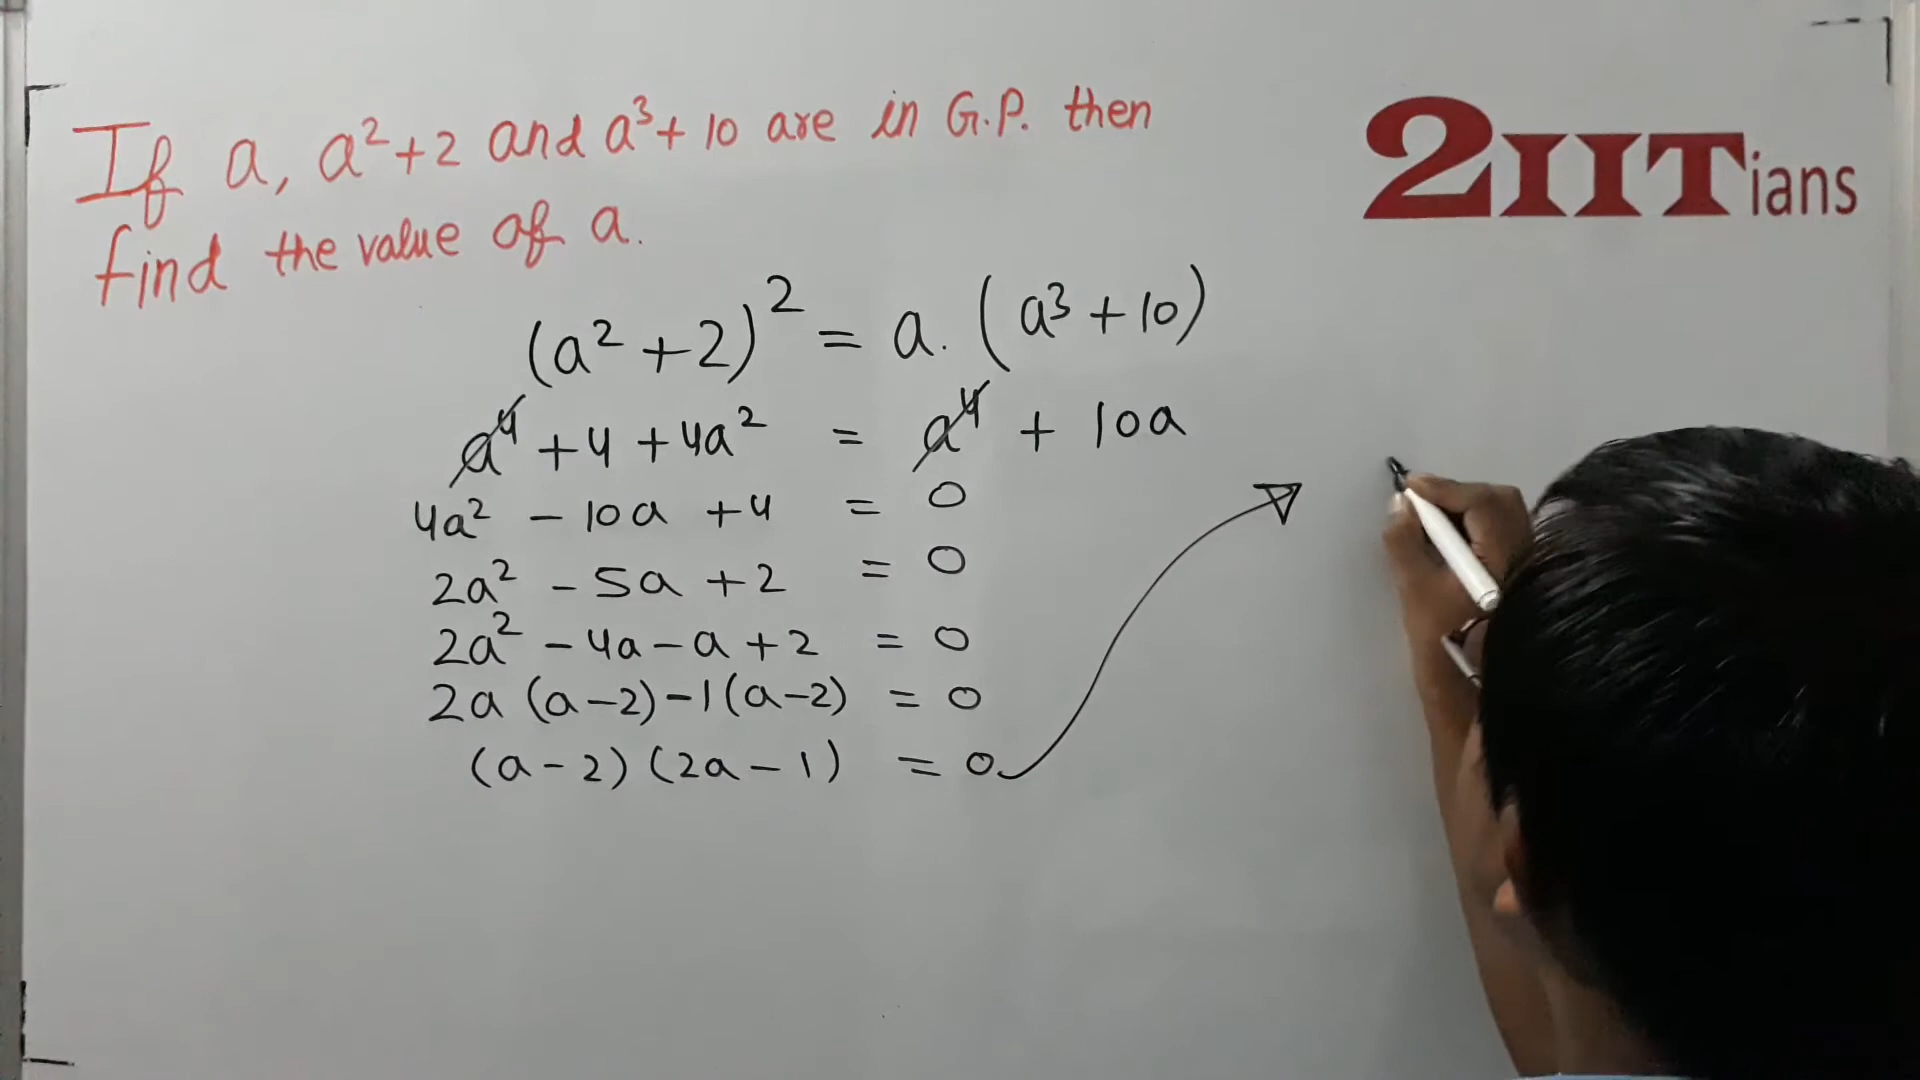 If a, a²+2 and a³+10 are in G.P. then
find the value of a.
2IITians
(a²+2)² = a.(a³+10)
a⁴+4+4a² = a⁴ + 10a
4a² - 10a +4 = 0
2a² - 5a +2 = 0
2a² - 4a - a +2 = 0
2a (a-2) -1(a-2) = 0
(a-2) (2a-1) = 0